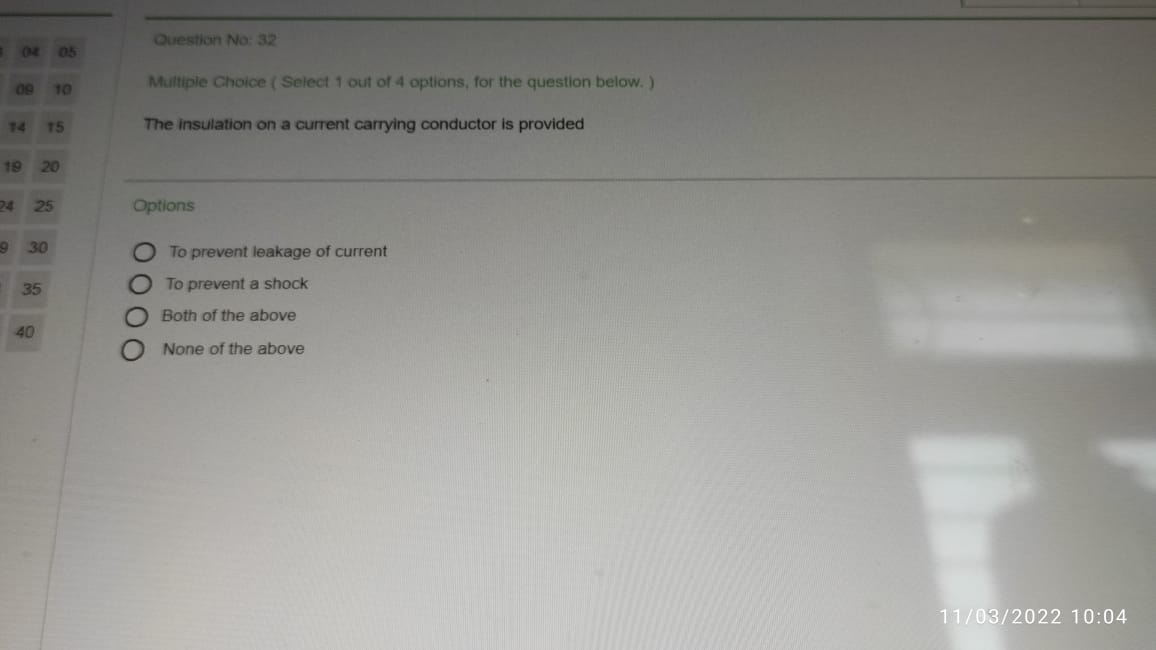 Question No: 32
Multiple Choice ( Select 1 out of 4 options, for the question below. )
The insulation on a current carrying conductor is provided
Options
To prevent leakage of current
To prevent a shock
Both of the above
None of the above
04 05
09 10
14 15
19 20
24 25
30
35
40
11/03/2022 10:04